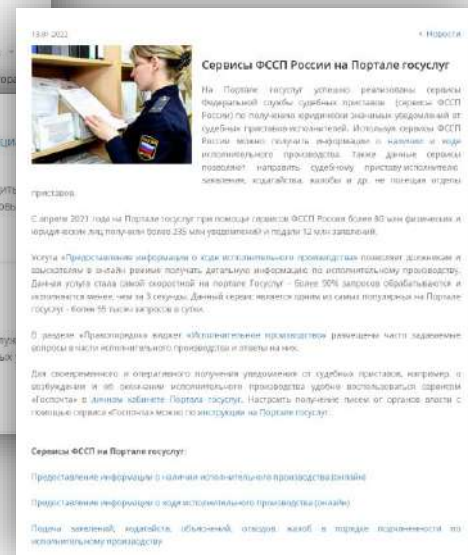 13.01.2022
Новости
Сервисы ФССП России на Портале госуслуг
На Портале госуслуг успешно реализованы сервисы
Федеральной службы судебных приставов (сервисы ФССП
России) по получению юридически значимых уведомлений от
судебных приставов-исполнителей. Используя сервисы ФССП
России можно получить информацию о наличии и ходе
исполнительного производства. Также данные сервисы
позволяют направить судебному приставу-исполнителю
заявления, ходатайства, жалобы и др. не посещая отделы
приставов.
С апреля 2021 года на Портале госуслуг при помощи сервисов ФССП России более 80 млн физических и
юридических лиц получили более 235 млн уведомлений и подали 12 млн заявлений.
Услуга «Предоставление информации о ходе исполнительного производства» позволяет должникам и
взыскателям в онлайн режиме получать детальную информацию по исполнительному производству.
Данная услуга стала самой скоростной на портале Госуслуг - более 90% запросов обрабатываются и
исполняются менее, чем за 3 секунды. Данный сервис является одним из самых популярных на Портале
госуслуг - более 55 тысяч запросов в сутки.
В разделе «Правопорядок» виджет «Исполнительное производство» размещены часто задаваемые
вопросы в части исполнительного производства и ответы на них.
Для своевременного и оперативного получения уведомления от судебных приставов, например, о
возбуждении и об окончании исполнительного производства удобно воспользоваться сервисом
«Госпочта» в личном кабинете Портала госуслуг. Настроить получение писем от органов власти с
помощью сервиса «Госпочта» можно по инструкции на Портале госуслуг.
Сервисы ФССП на Портале госуслуг:
Предоставление информации о наличии исполнительного производства (онлайн)
Предоставление информации о ходе исполнительного производства (онлайн)
Подача заявлений, ходатайств, объяснений, отводов, жалоб в порядке подчиненности по
исполнительному производству